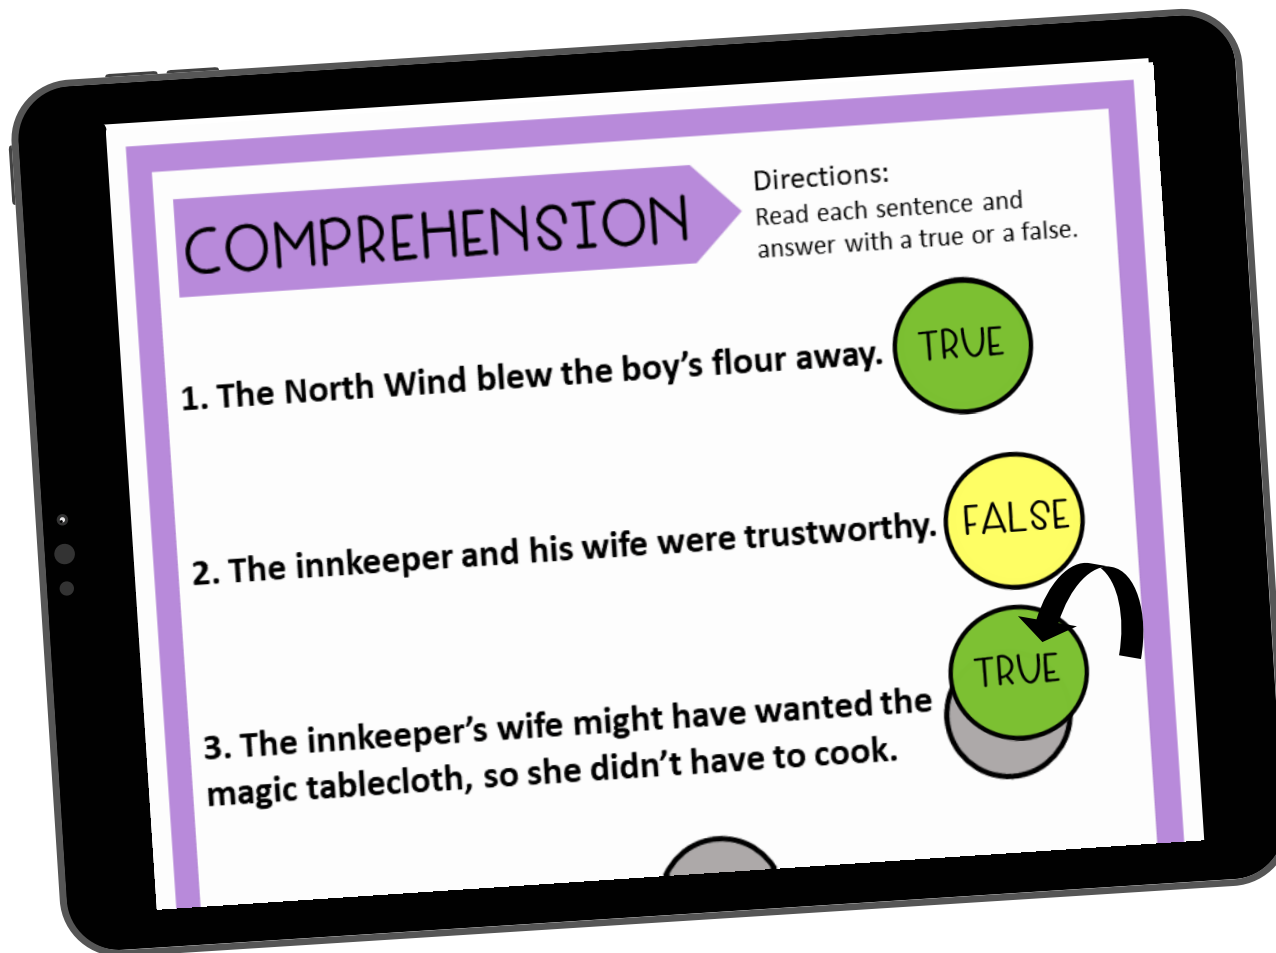 COMPREHENSION
Directions:
Read each sentence and
answer with a true or a false.
1. The North Wind blew the boy’s flour away.
TRUE
2. The innkeeper and his wife were trustworthy.
FALSE
3. The innkeeper’s wife might have wanted the
magic tablecloth, so she didn’t have to cook.
TRUE